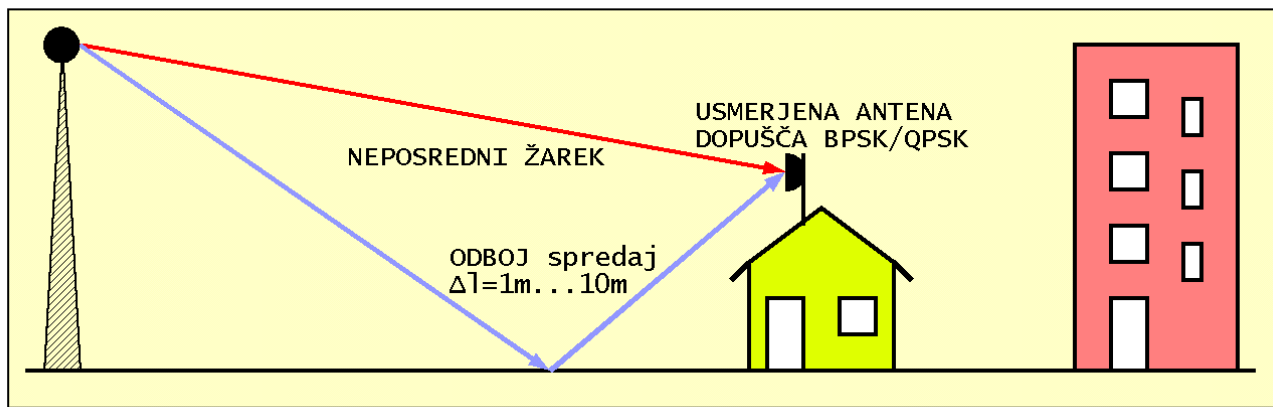 USMERJENA ANTENA
DOPUŠČA BPSK/QPSK
NEPOSREDNI ŽAREK
ODBOJ spredaj
Δl=1m...10m